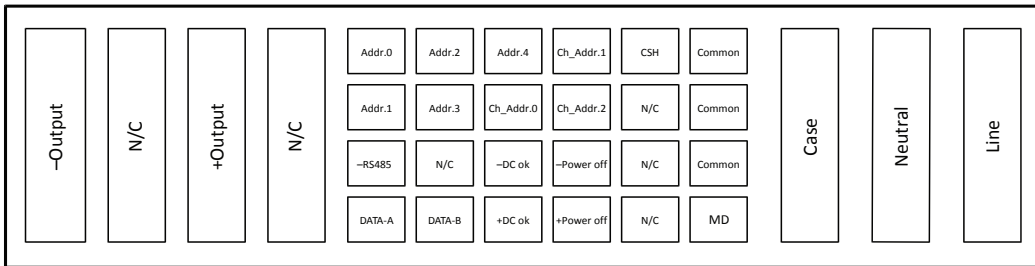 –Output
N/C
+Output
N/C
Addr.0 Addr.2 Addr.4 Ch_Addr.1 CSH Common
Addr.1 Addr.3 Ch_Addr.0 Ch_Addr.2 N/C Common
–RS485 N/C –DC ok –Power off N/C Common
DATA-A DATA-B +DC ok +Power off N/C MD
Case
Neutral
Line